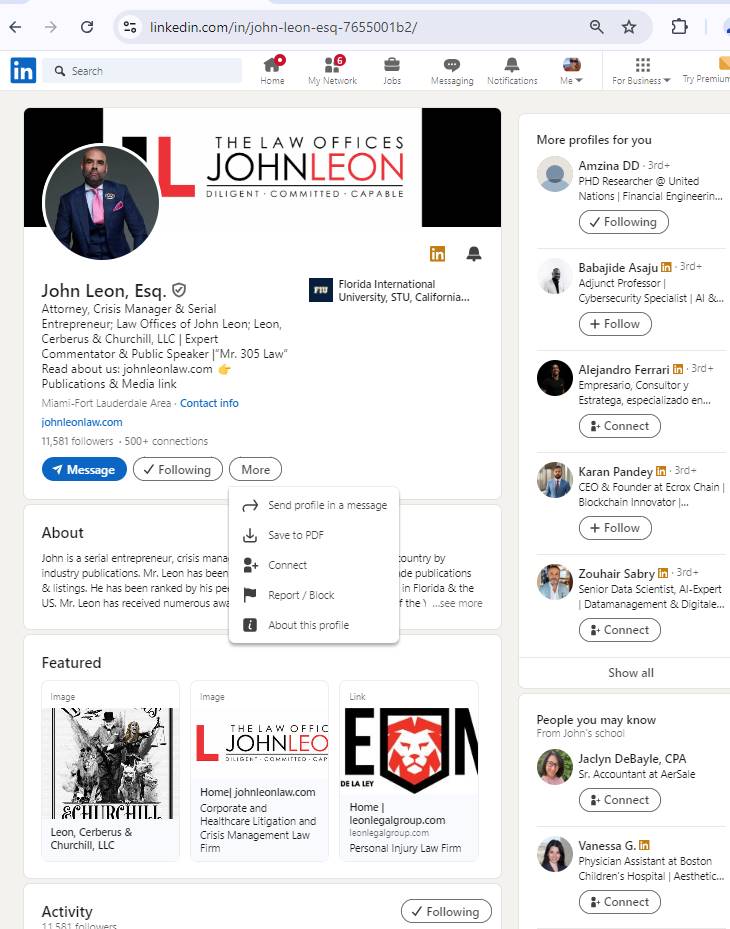 linkedin.com/in/john-leon-esq-7655001b2/
in
Search
Home
6
My Network
Jobs
Messaging
Notifications
Me
For Business
Try Premium
THE LAW OFFICES
JOHNLEON
DILIGENT · COMMITTED · CAPABLE
L
in
John Leon, Esq.
Attorney, Crisis Manager & Serial
Entrepreneur; Law Offices of John Leon; Leon,
Cerberus & Churchill, LLC | Expert
Commentator & Public Speaker |"Mr. 305 Law"
Read about us: johnleonlaw.com 👉
Publications & Media link
Miami-Fort Lauderdale Area · Contact info
johnleonlaw.com
11,581 followers · 500+ connections
FIU
Florida International
University, STU, California...
Message
Following
More
Send profile in a message
Save to PDF
Connect
Report / Block
About this profile
About
John is a serial entrepreneur, crisis mana
country by
industry publications. Mr. Leon has been
de publications
& listings. He has been ranked by his pe
in Florida & the
US. Mr. Leon has received numerous awa
f the
...see more
Featured
Image
& CHURCHILL
Leon, Cerberus &
Churchill, LLC
Image
THE LAW OFFIC
L JOHNLEO
DILIGENT · COMMITTED · CAP
Home| johnleonlaw.com
Corporate and
Healthcare Litigation and
Crisis Management Law
Firm
Link
E
ON
DE LA LEY
Home |
leonlegalgroup.com
leonlegalgroup.com
Personal Injury Law Firm
Activity
11,581 followers
Following
More profiles for you
Amzina DD · 3rd+
PHD Researcher @ United
Nations | Financial Engineerin...
Following
Babajide Asaju in · 3rd+
Adjunct Professor |
Cybersecurity Specialist | AI &...
Follow
Alejandro Ferrari in · 3rd+
Empresario, Consultor y
Estratega, especializado en...
Connect
Karan Pandey in · 3rd+
CEO & Founder at Ecrox Chain |
Blockchain Innovator |...
Follow
Zouhair Sabry in · 3rd+
Senior Data Scientist, AI-Expert
| Datamanagement & Digitale...
Connect
Show all
People you may know
From John's school
Jaclyn DeBayle, CPA
Sr. Accountant at AerSale
Connect
Vanessa G. in
Physician Assistant at Boston
Children's Hospital | Aesthetic...
Connect